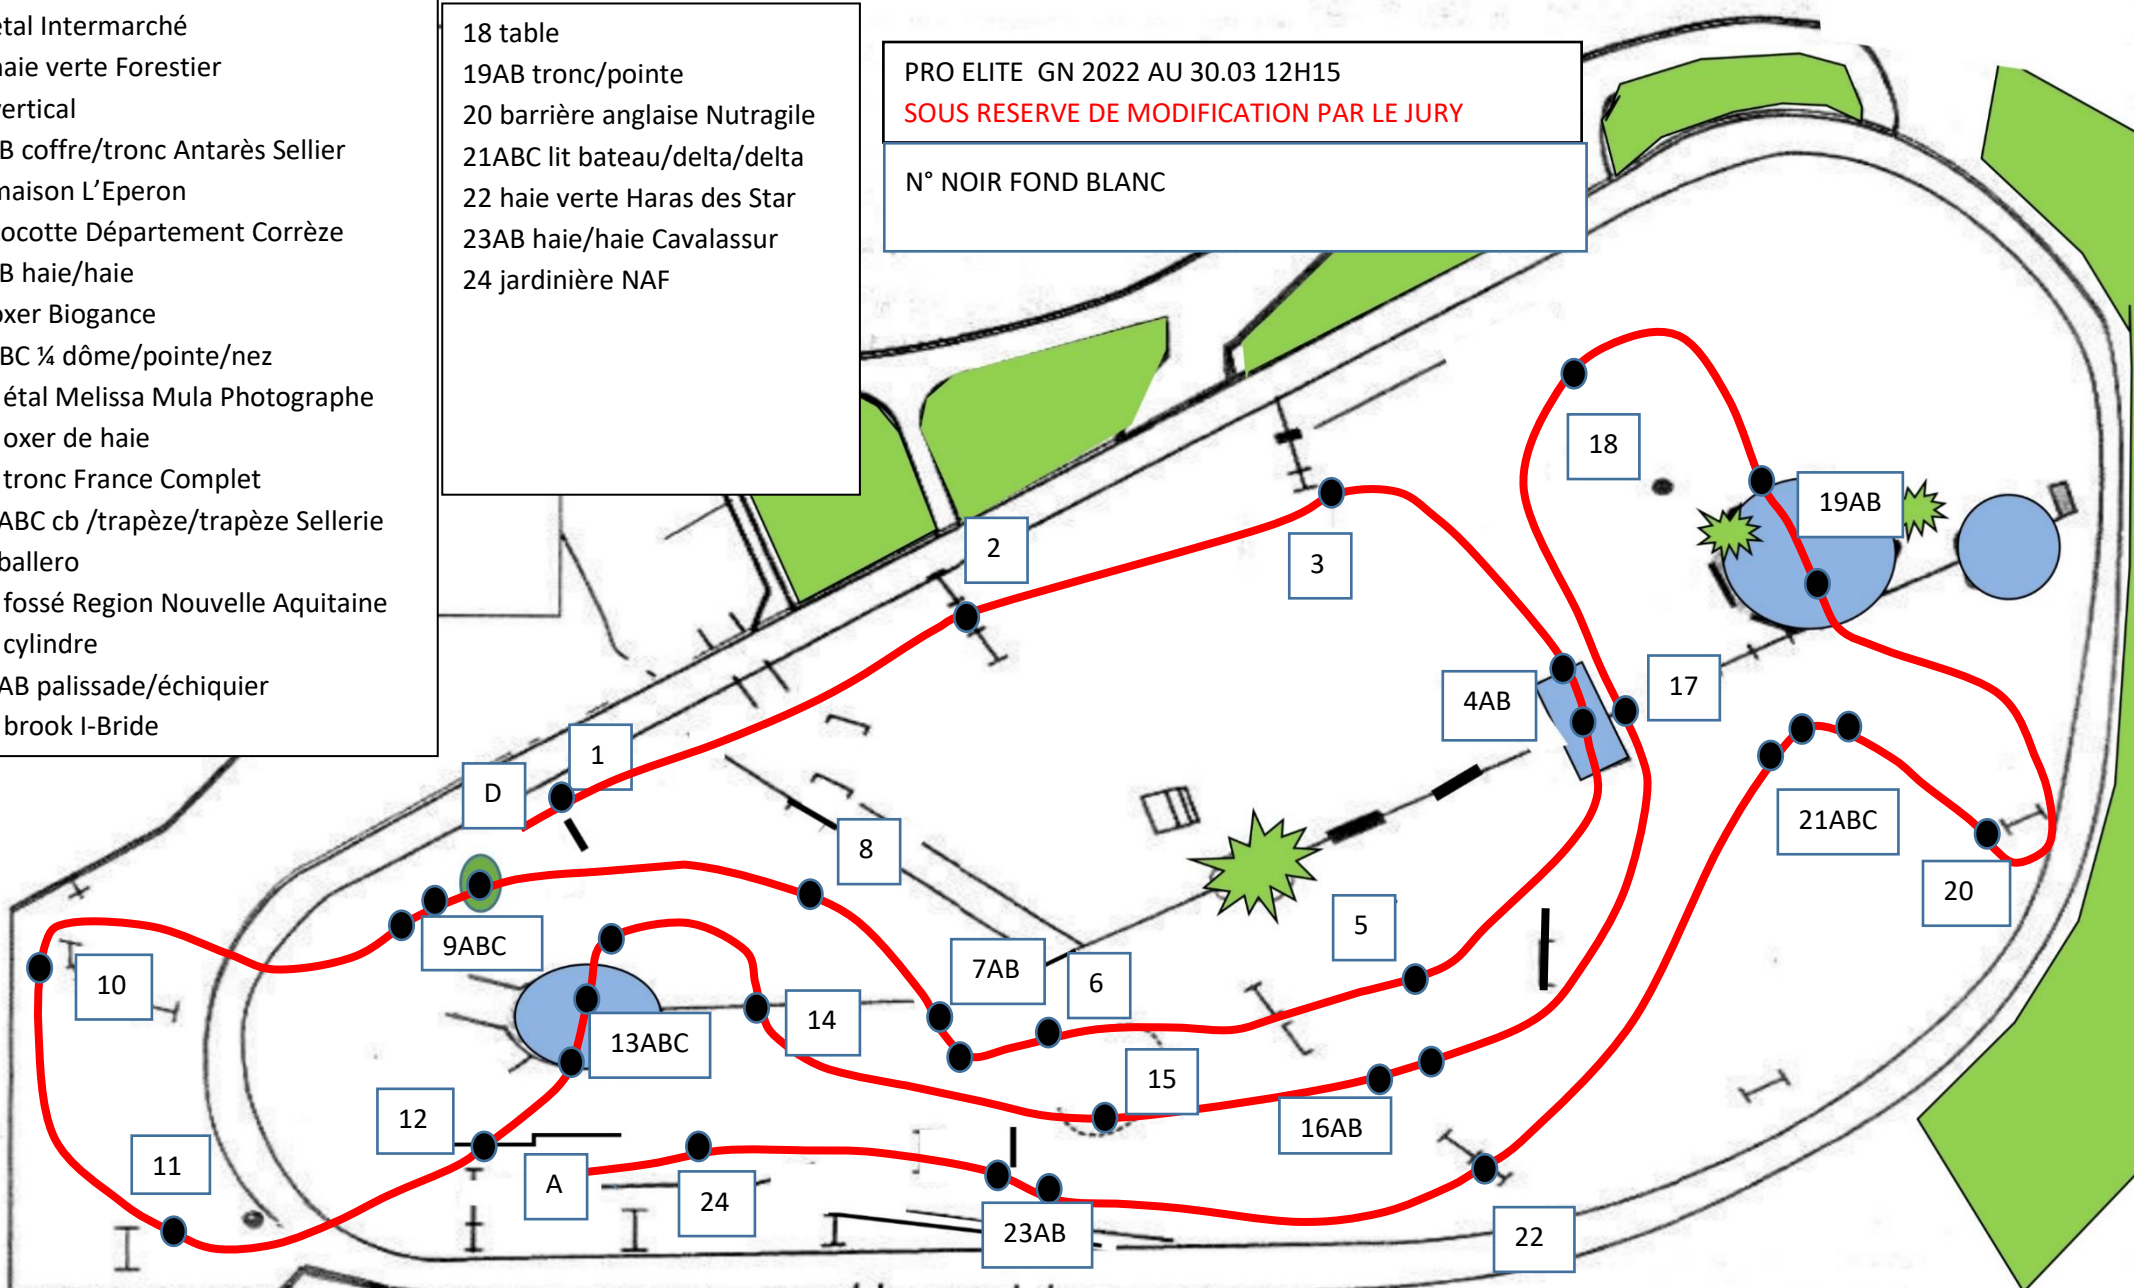 étal Intermarché
haie verte Forestier
vertical
B coffre/tronc Antarès Sellier
maison L’Eperon
cocotte Département Corrèze
B haie/haie
oxer Biogance
BC ¼ dôme/pointe/nez
étal Melissa Mula Photographe
oxer de haie
tronc France Complet
ABC cb /trapèze/trapèze Sellerie
ballero
fossé Region Nouvelle Aquitaine
cylindre
AB palissade/échiquier
brook I-Bride
18 table
19AB tronc/pointe
20 barrière anglaise Nutragile
21ABC lit bateau/delta/delta
22 haie verte Haras des Star
23AB haie/haie Cavalassur
24 jardinière NAF
PRO ELITE GN 2022 AU 30.03 12H15
SOUS RESERVE DE MODIFICATION PAR LE JURY
N° NOIR FOND BLANC
18
19AB
2
3
17
4AB
1
D
8
21ABC
20
5
9ABC
7AB
6
10
14
13ABC
15
12
16AB
11
A
24
23AB
22